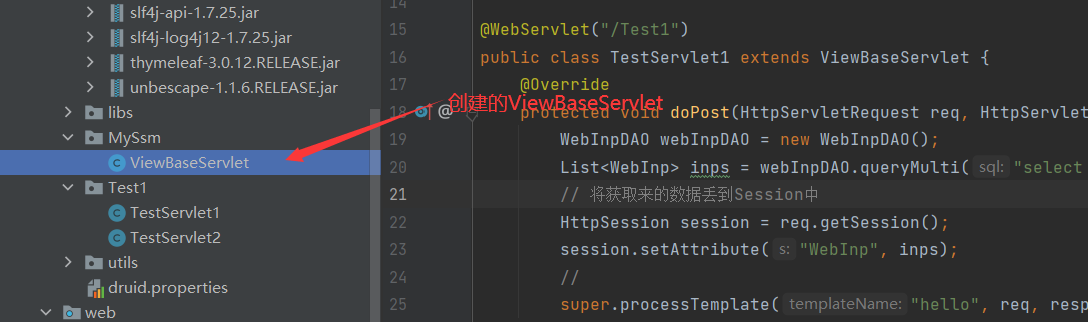 slf4j-api-1.7.25.jar
slf4j-log4j12-1.7.25.jar
thymeleaf-3.0.12.RELEASE.jar
unbescape-1.1.6.RELEASE.jar
libs
MySsm
ViewBaseServlet
Test1
TestServlet1
TestServlet2
utils
druid.properties
web
创建的ViewBaseServlet
14
15 @WebServlet("/Test1")
16 public class TestServlet1 extends ViewBaseServlet {
17 @Override
18 @ protected void doPost(HttpServletRequest req, HttpServlet
19 WebInpDAO webInpDAO = new WebInpDAO();
20 List<WebInp> inps = webInpDAO.queryMulti( sql: "select
21 // 将获取来的数据丢到Session中
22 HttpSession session = req.getSession();
23 session.setAttribute( s: "WebInp", inps);
24 //
25 super.processTemplate( templateName: "hello", req, resp